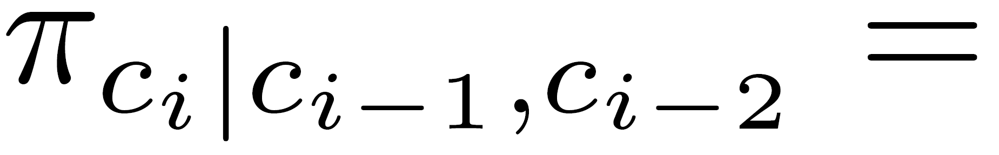 π_{c_i|c_{i-1},c_{i-2}} =